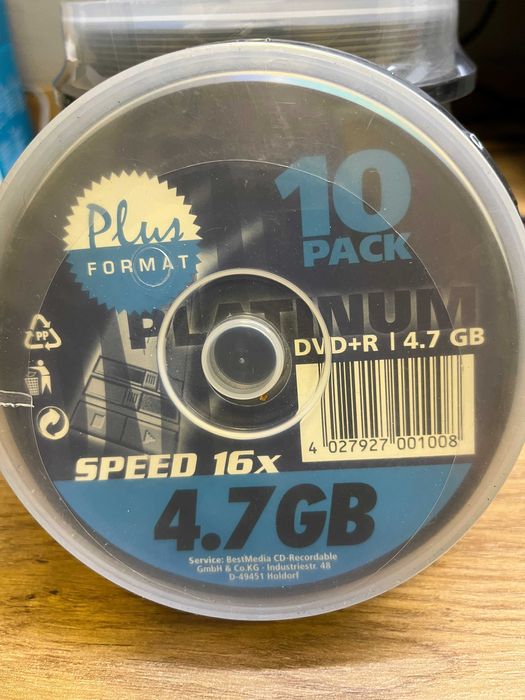 Plus
FORMAT
10
PACK
PLATINUM
DVD+R | 4.7 GB
PP
4 027927 001008
SPEED 16x
4.7GB
Service: BestMedia CD-Recordable
GmbH & Co.KG - Industriestr. 48
D-49451 Holdorf